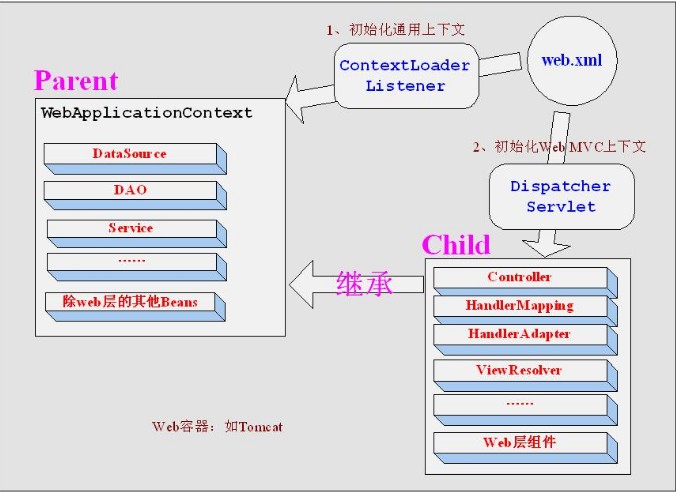 1、初始化通用上下文
ContextLoader
Listener
web.xml
Parent
WebApplicationContext
DataSource
DAO
Service
……
除web层的其他Beans
2、初始化Web MVC上下文
Dispatcher
Servlet
Child
继承
Controller
HandlerMapping
HandlerAdapter
ViewResolver
……
Web层组件
Web容器：如Tomcat